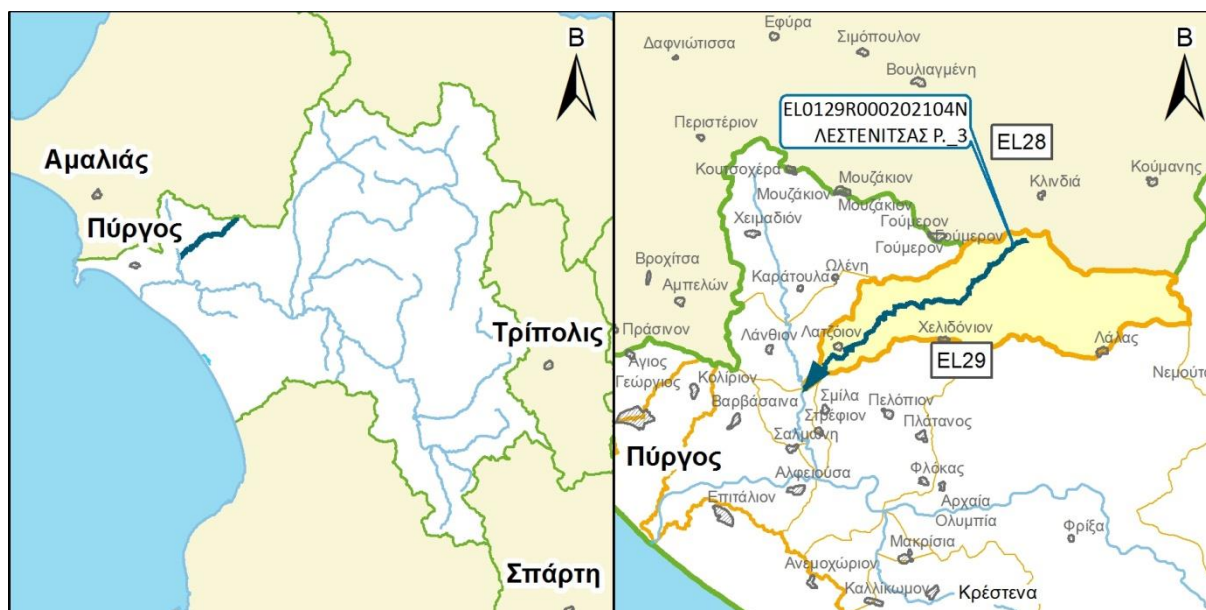 Β
Αμαλιάς
Πύργος
Τρίπολις
Σπάρτη
Β
Εφύρα
Δαφνιώτισσα
Σιμόπουλον
Βουλιαγμένη
EL0129R000202104N
ΛΕΣΤΕΝΙΤΣΑΣ Ρ._3
EL28
Περιστέριον
Κουτσοχέρα
Μουζάκιον
Μουζάκιον
Μουζάκιον
Κλινδιά
Κούμανης
Χειμαδιόν
Γούμερον
Γούμερον
Γούμερον
Βροχίτσα
Καράτουλα
Ωλένη
Αμπελών
Πράσινον
Λάνθιον
Λατζόιον
Χελιδόνιον
Λάλας
EL29
Νεμούτα
Άγιος
Γεώργιος
Κολίριον
Βαρβάσαινα
Σμίλα
Στρέφιον
Πελόπιον
Πλάτανος
Σαλμώνη
Πύργος
Αλφειούσα
Φλόκας
Αρχαία
Ολυμπία
Επιτάλιον
Φρίξα
Μακρίσια
Ανεμοχώριον
Καλλίκωμον
Κρέστενα